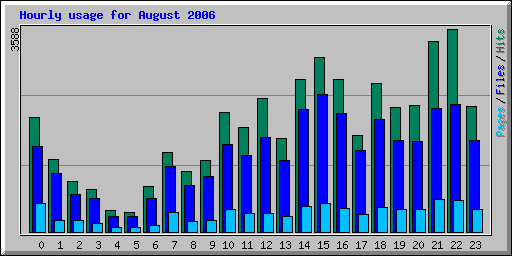 Hourly usage for August 2006
3588
Pages / Files / Hits
0 1 2 3 4 5 6 7 8 9 10 11 12 13 14 15 16 17 18 19 20 21 22 23